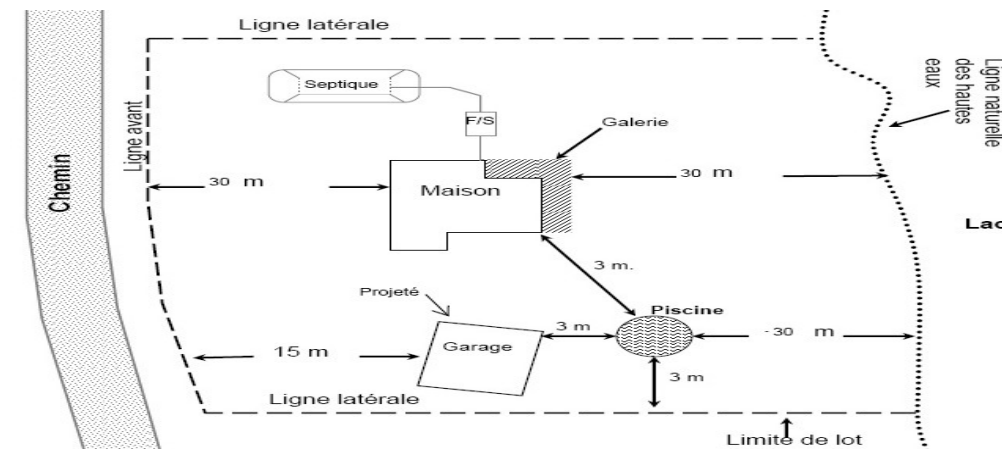 Ligne latérale
Septique
F/S
Galerie
Ligne naturelle
des hautes
eaux
Ligne avant
Chemin
30 m
Maison
30 m
Lac
3 m.
Projeté
Piscine
Garage
3 m
30 m
15 m
3 m
Ligne latérale
Limite de lot